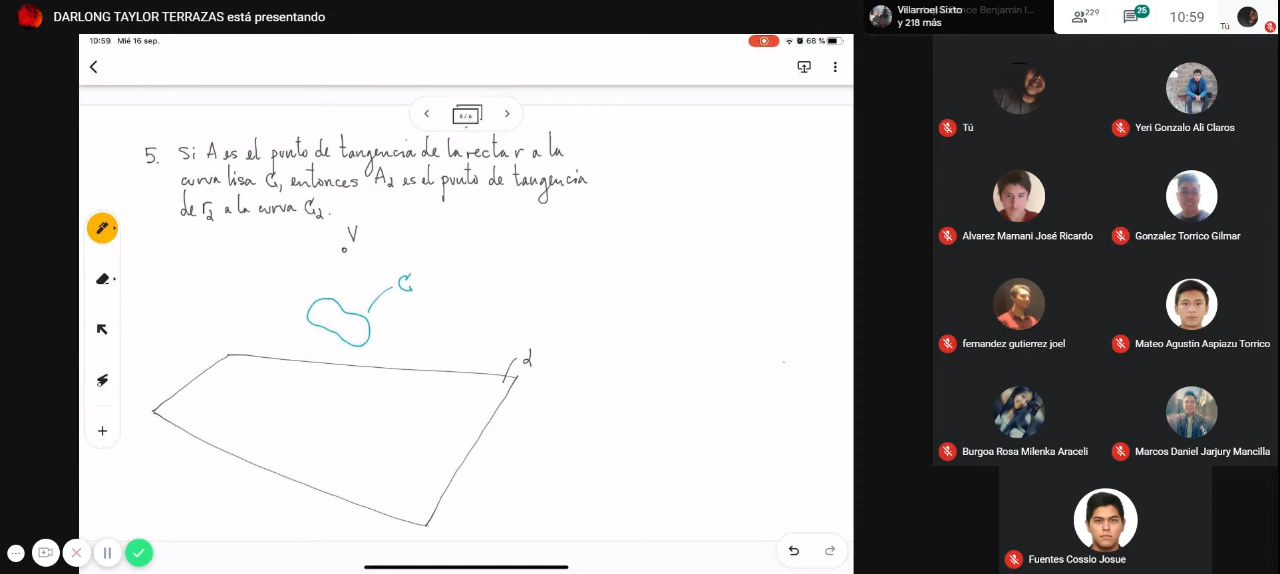 DARLONG TAYLOR TERRAZAS está presentando
Villarroel Sixto
y 218 más
229
25
10:59
Tú
10:59 Mié 16 sep.
68 %
6/6
5. Si A es el punto de tangencia de la recta r a la
curva lisa C, entonces A₂ es el punto de tangencia
de r₂ a la curva C₂.
V
C
α
Tú
Yeri Gonzalo Ali Claros
Alvarez Mamani José Ricardo
Gonzalez Torrico Gilmar
fernandez gutierrez joel
Mateo Agustín Aspiazu Torrico
Burgoa Rosa Milenka Araceli
Marcos Daniel Jarjury Mancilla
Fuentes Cossio Josue